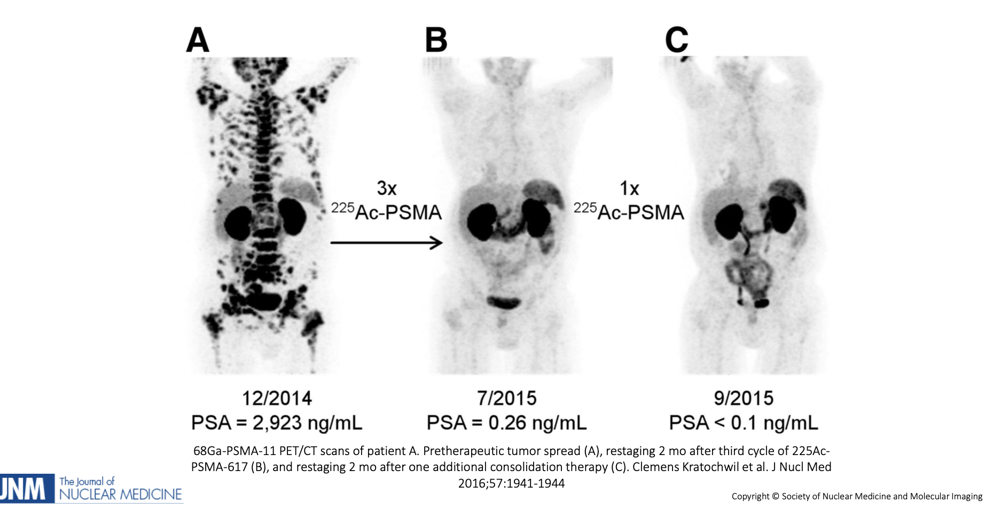 A
B
C
3x
²²⁵Ac-PSMA
1x
²²⁵Ac-PSMA
12/2014
PSA = 2,923 ng/mL
7/2015
PSA = 0.26 ng/mL
9/2015
PSA < 0.1 ng/mL
68Ga-PSMA-11 PET/CT scans of patient A. Pretherapeutic tumor spread (A), restaging 2 mo after third cycle of 225Ac-
PSMA-617 (B), and restaging 2 mo after one additional consolidation therapy (C). Clemens Kratochwil et al. J Nucl Med
2016;57:1941-1944
JNM
The Journal of
NUCLEAR MEDICINE
Copyright © Society of Nuclear Medicine and Molecular Imaging